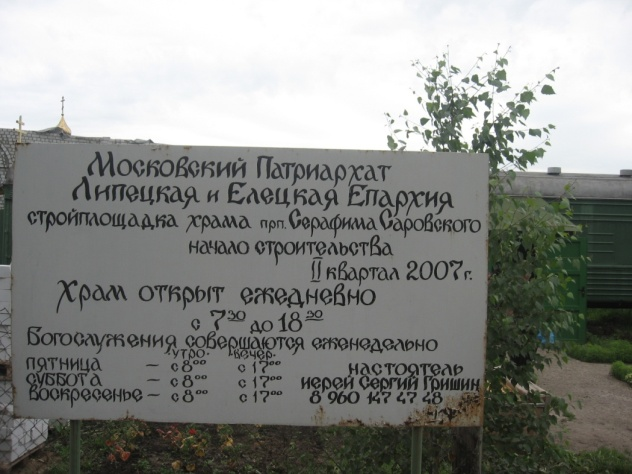 Московский Патриархат
Липецкая и Елецкая Епархия
стройплощадка храма прп. Серафима Саровского
начало строительства
II квартал 2007г.
Храм открыт ежедневно
с 7³⁰ до 18³⁰
Богослужения совершаются еженедельно
утро- вечер-
пятница – с 8⁰⁰ с 17⁰⁰ настоятель
суббота – с 8⁰⁰ с 17⁰⁰ иерей Сергий Гришин
воскресенье – с 8⁰⁰ с 17⁰⁰ 8 960 147 47 48